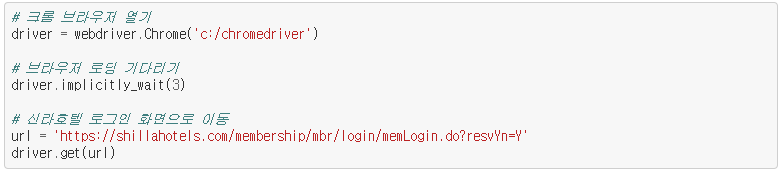 # 크롬 브라우저 열기
driver = webdriver.Chrome('c:/chromedriver')
# 브라우저 로딩 기다리기
driver.implicitly_wait(3)
# 신라호텔 로그인 화면으로 이동
url = 'https://shillahotels.com/membership/mbr/login/memLogin.do?resvYn=Y'
driver.get(url)